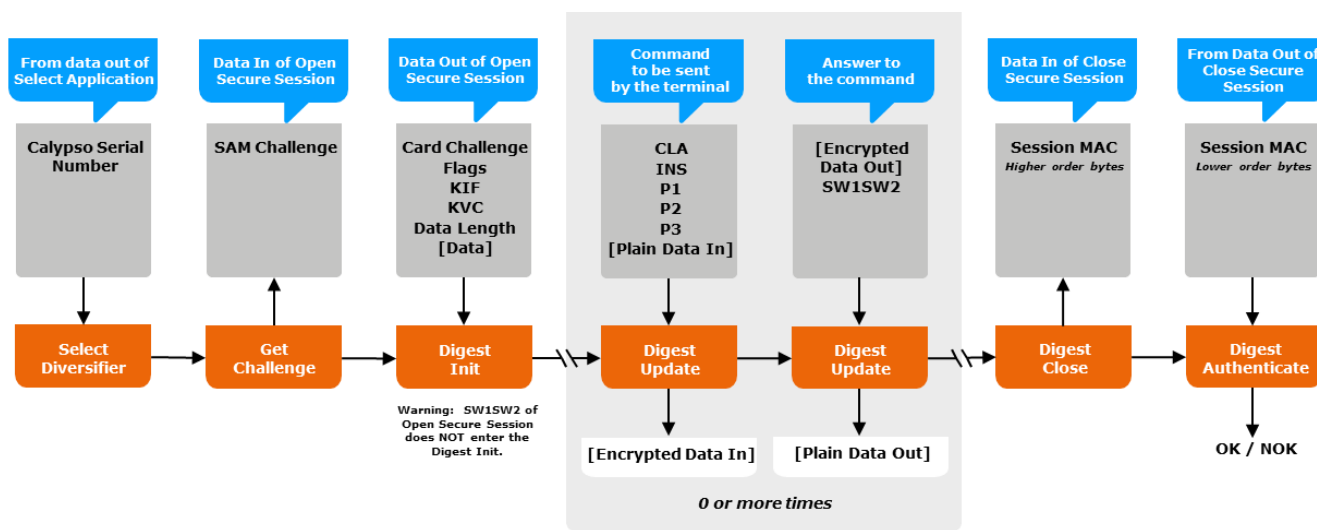 From data out of
Select Application
Data In of Open
Secure Session
Data Out of Open
Secure Session
Command
to be sent
by the terminal
Answer to
the command
Data In of Close
Secure Session
From Data Out of
Close Secure
Session
Calypso Serial
Number
SAM Challenge
Card Challenge
Flags
KIF
KVC
Data Length
[Data]
CLA
INS
P1
P2
P3
[Plain Data In]
[Encrypted
Data Out]
SW1SW2
Session MAC
Higher order bytes
Session MAC
Lower order bytes
Select
Diversifier
Get
Challenge
Digest
Init
Digest
Update
Digest
Update
Digest
Close
Digest
Authenticate
Warning: SW1SW2 of
Open Secure Session
does NOT enter the
Digest Init.
[Encrypted Data In]
[Plain Data Out]
OK / NOK
0 or more times